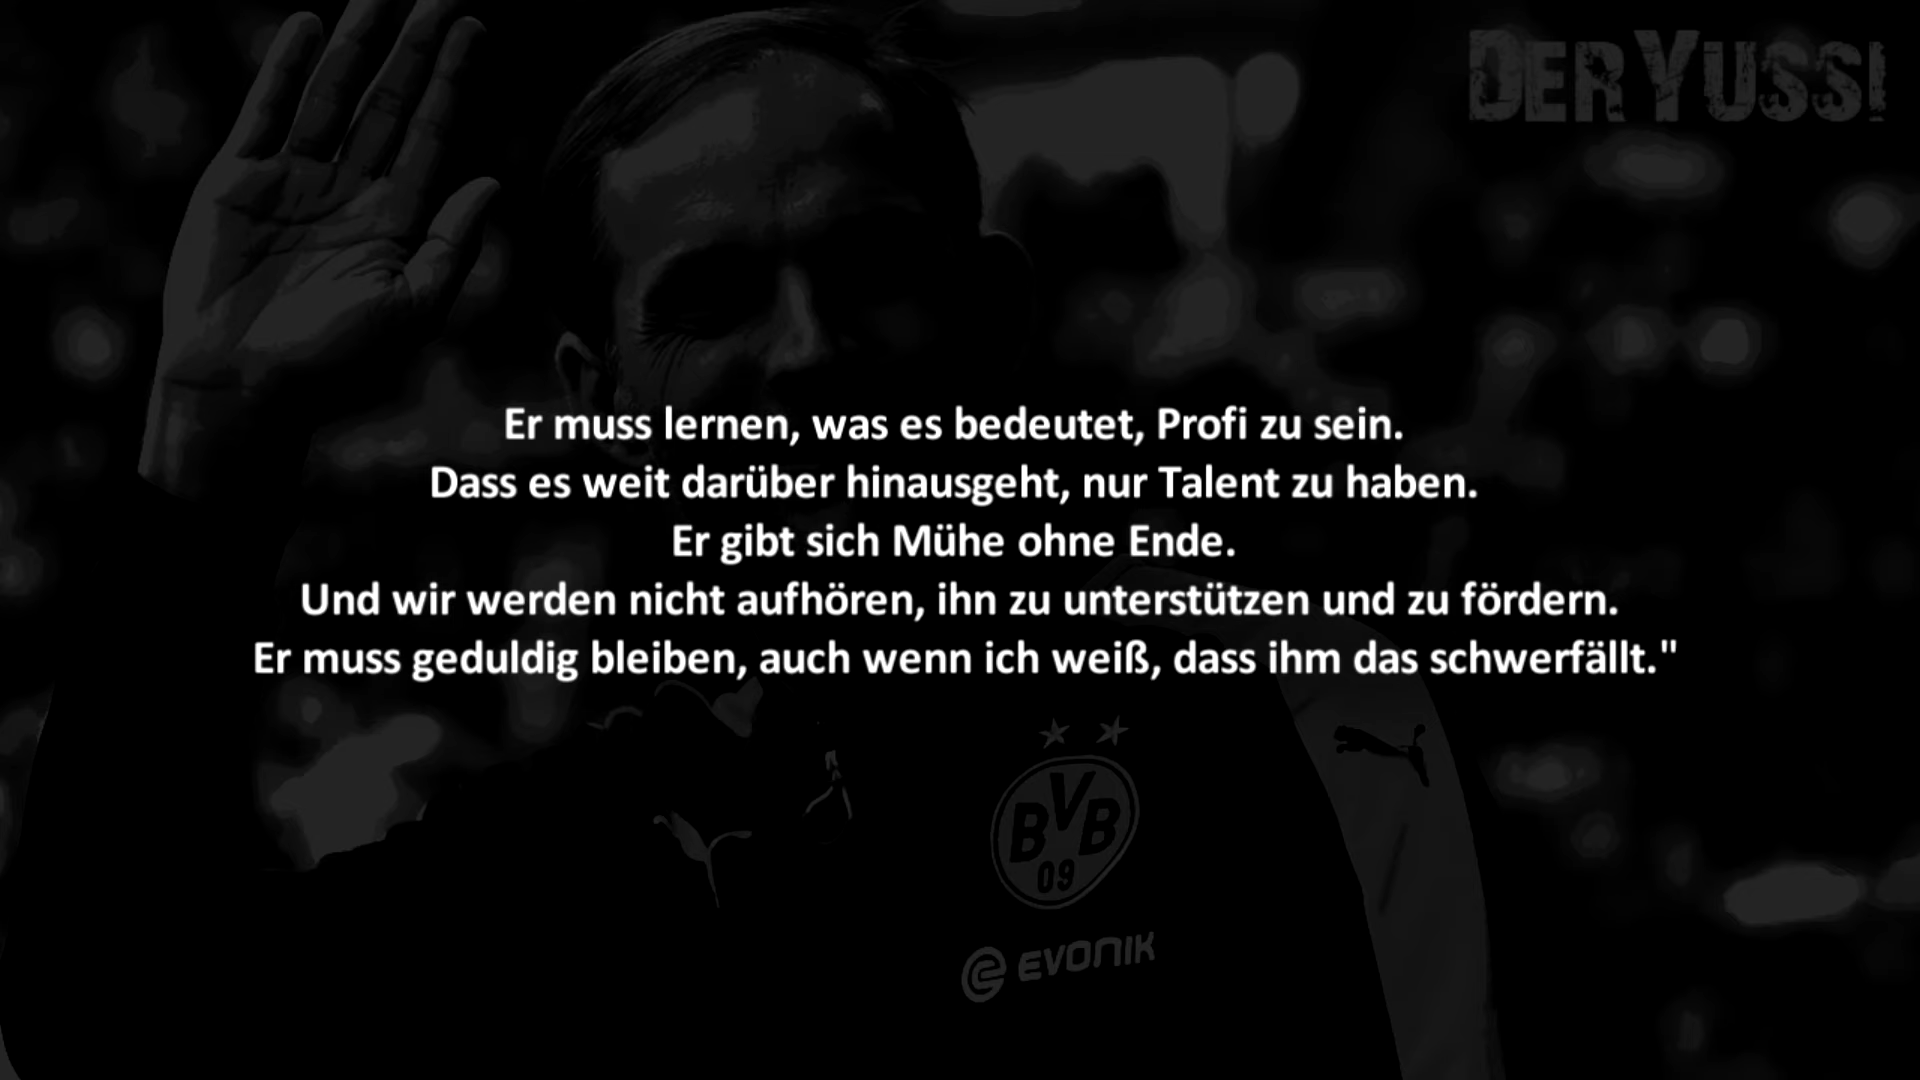 DERYUSSI
Er muss lernen, was es bedeutet, Profi zu sein.
Dass es weit darüber hinausgeht, nur Talent zu haben.
Er gibt sich Mühe ohne Ende.
Und wir werden nicht aufhören, ihn zu unterstützen und zu fördern.
Er muss geduldig bleiben, auch wenn ich weiß, dass ihm das schwerfällt."
BVB
09
EVONIK